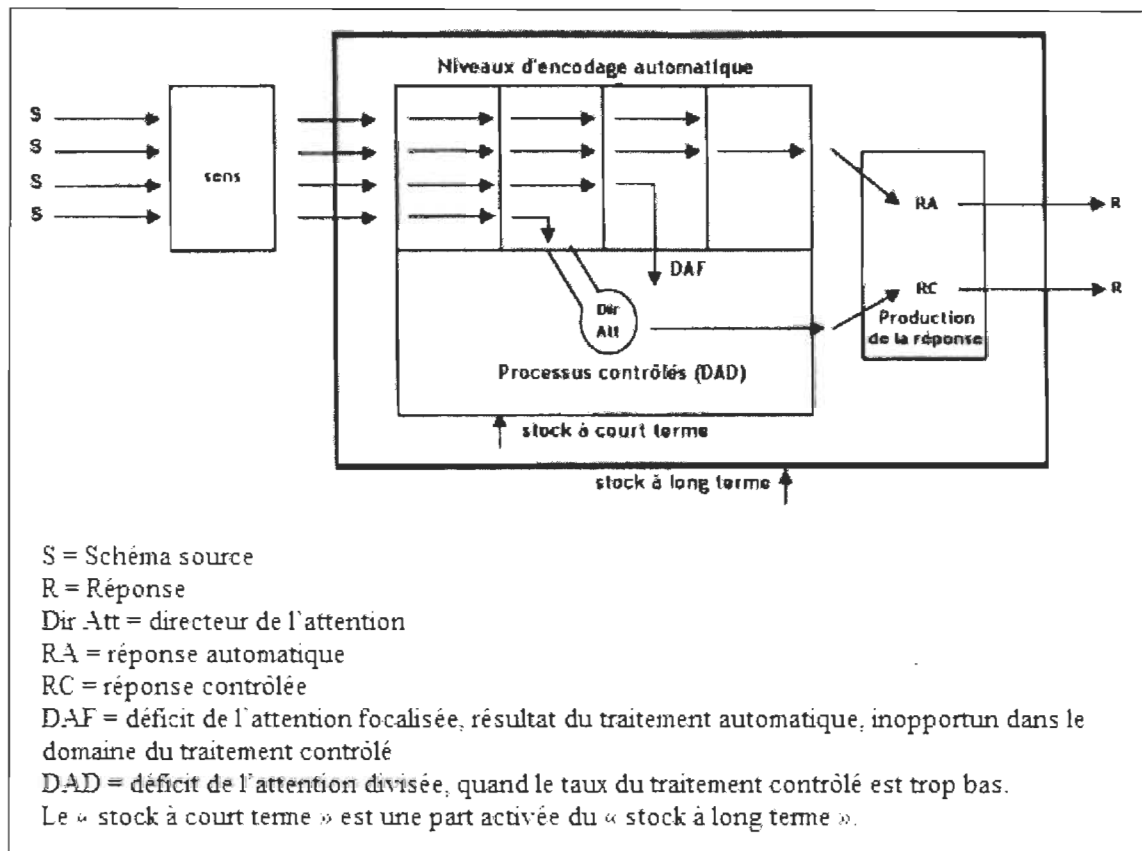 Niveaux d'encodage automatique
S
S
S
S
sens
DAF
Dir
Att
Processus contrôlés (DAD)
RA
RC
Production
de la réponse
R
R
stock à court terme
stock à long terme
S = Schéma source
R = Réponse
Dir Att = directeur de l'attention
RA = réponse automatique
RC = réponse contrôlée
DAF = déficit de l'attention focalisée, résultat du traitement automatique, inopportun dans le
domaine du traitement contrôlé
DAD = déficit de l'attention divisée, quand le taux du traitement contrôlé est trop bas.
Le « stock à court terme » est une part activée du « stock à long terme ».